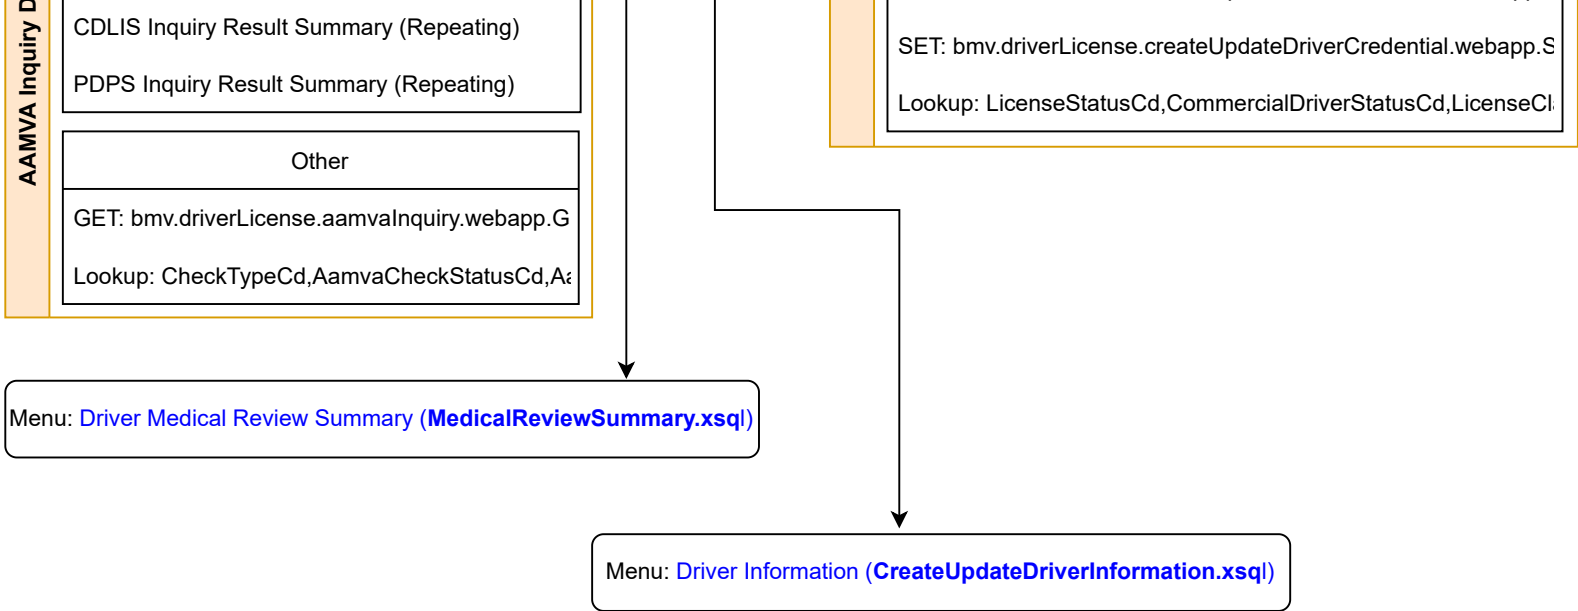 AAMVA Inquiry
CDLIS Inquiry Result Summary (Repeating)
PDPS Inquiry Result Summary (Repeating)
Other
GET: bmv.driverLicense.aamvaInquiry.webapp.G
Lookup: CheckTypeCd,AamvaCheckStatusCd,
SET: bmv.driverLicense.createUpdateDriverCredential.webapp.S
Lookup: LicenseStatusCd,CommercialDriverStatusCd,
Menu: Driver Medical Review Summary (MedicalReviewSummary.xsql)
Menu: Driver Information (CreateUpdateDriverInformation.xsql)